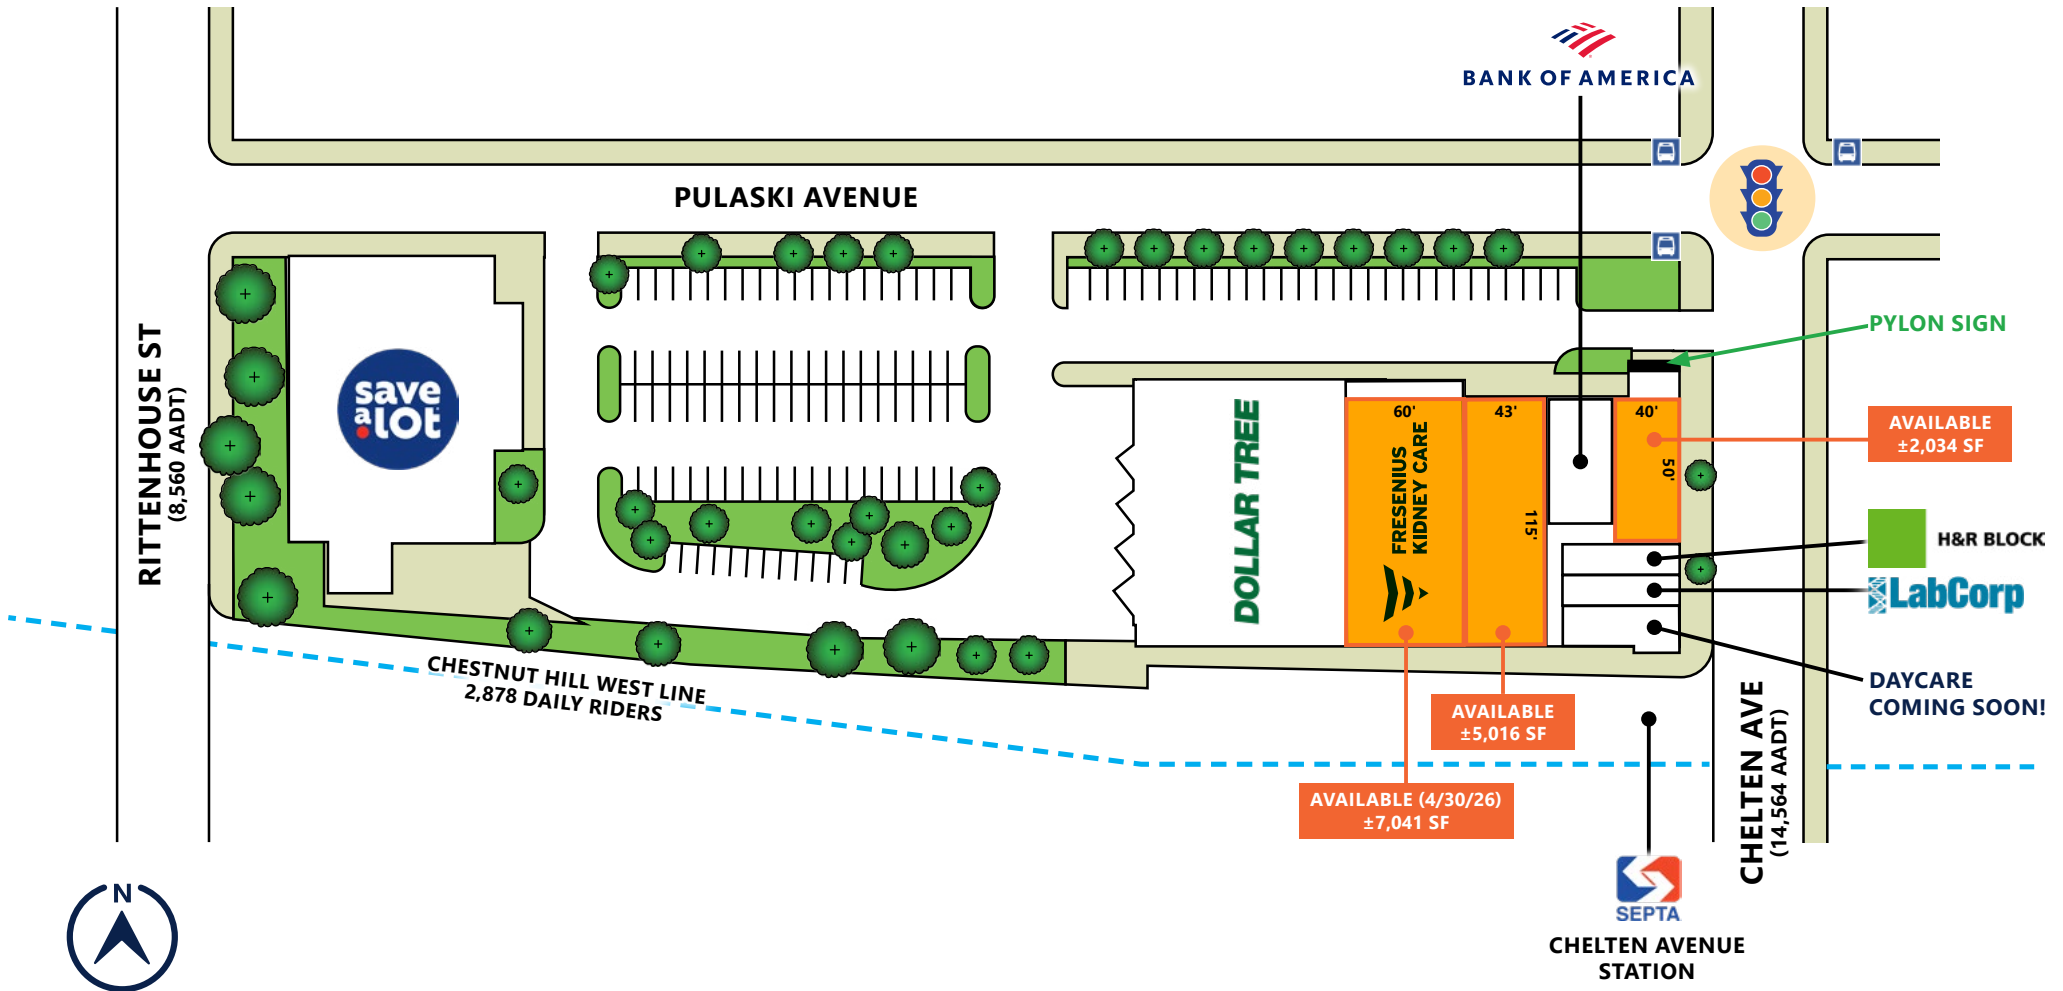 BANK OF AMERICA
PULASKI AVENUE
RITTENHOUSE ST
(8,560 AADT)
save
a lot
PYLON SIGN
DOLLAR TREE
60'
FRESENIUS
KIDNEY CARE
43'
115'
40'
50'
AVAILABLE
±2,034 SF
H&R BLOCK
LabCorp
DAYCARE
COMING SOON!
CHESTNUT HILL WEST LINE
2,878 DAILY RIDERS
AVAILABLE
±5,016 SF
AVAILABLE (4/30/26)
±7,041 SF
CHELTEN AVE
(14,564 AADT)
N
SEPTA
CHELTEN AVENUE
STATION